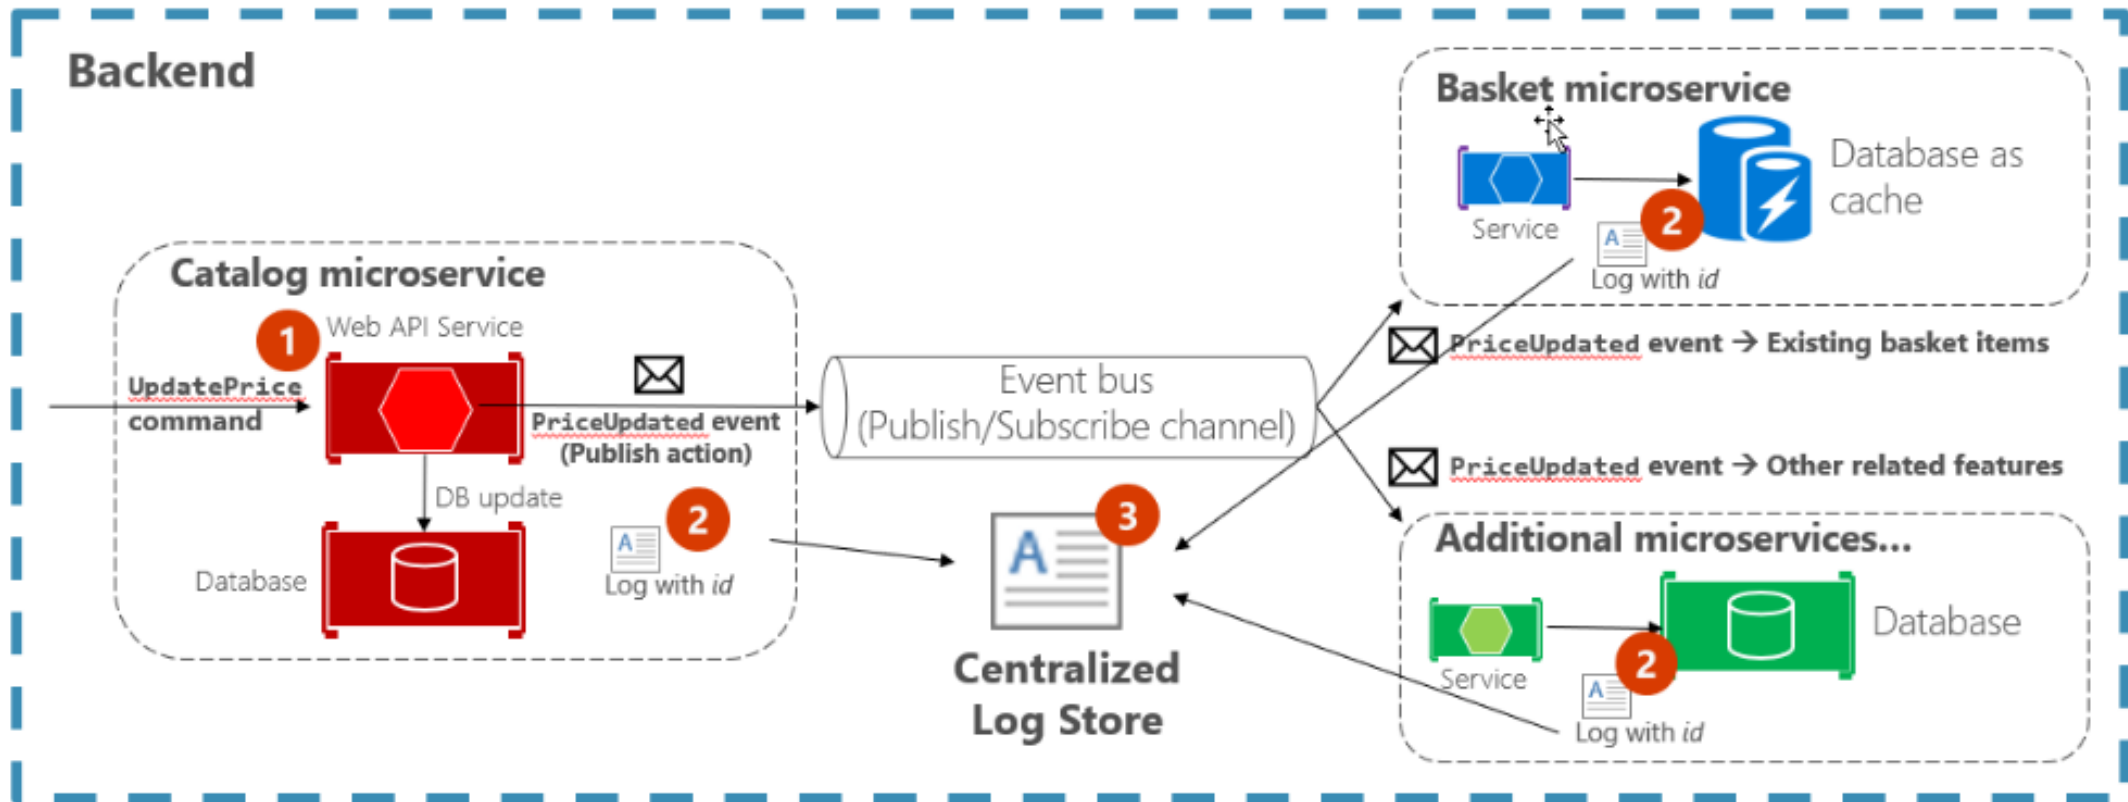 Backend
Catalog microservice
1
Web API Service
UpdatePrice
command
PriceUpdated event
(Publish action)
DB update
Database
2
A
Log with id
Event bus
(Publish/Subscribe channel)
3
A
Centralized
Log Store
Basket microservice
Service
Database as
cache
2
A
Log with id
PriceUpdated event → Existing basket items
PriceUpdated event → Other related features
Additional microservices...
Service
Database
2
A
Log with id